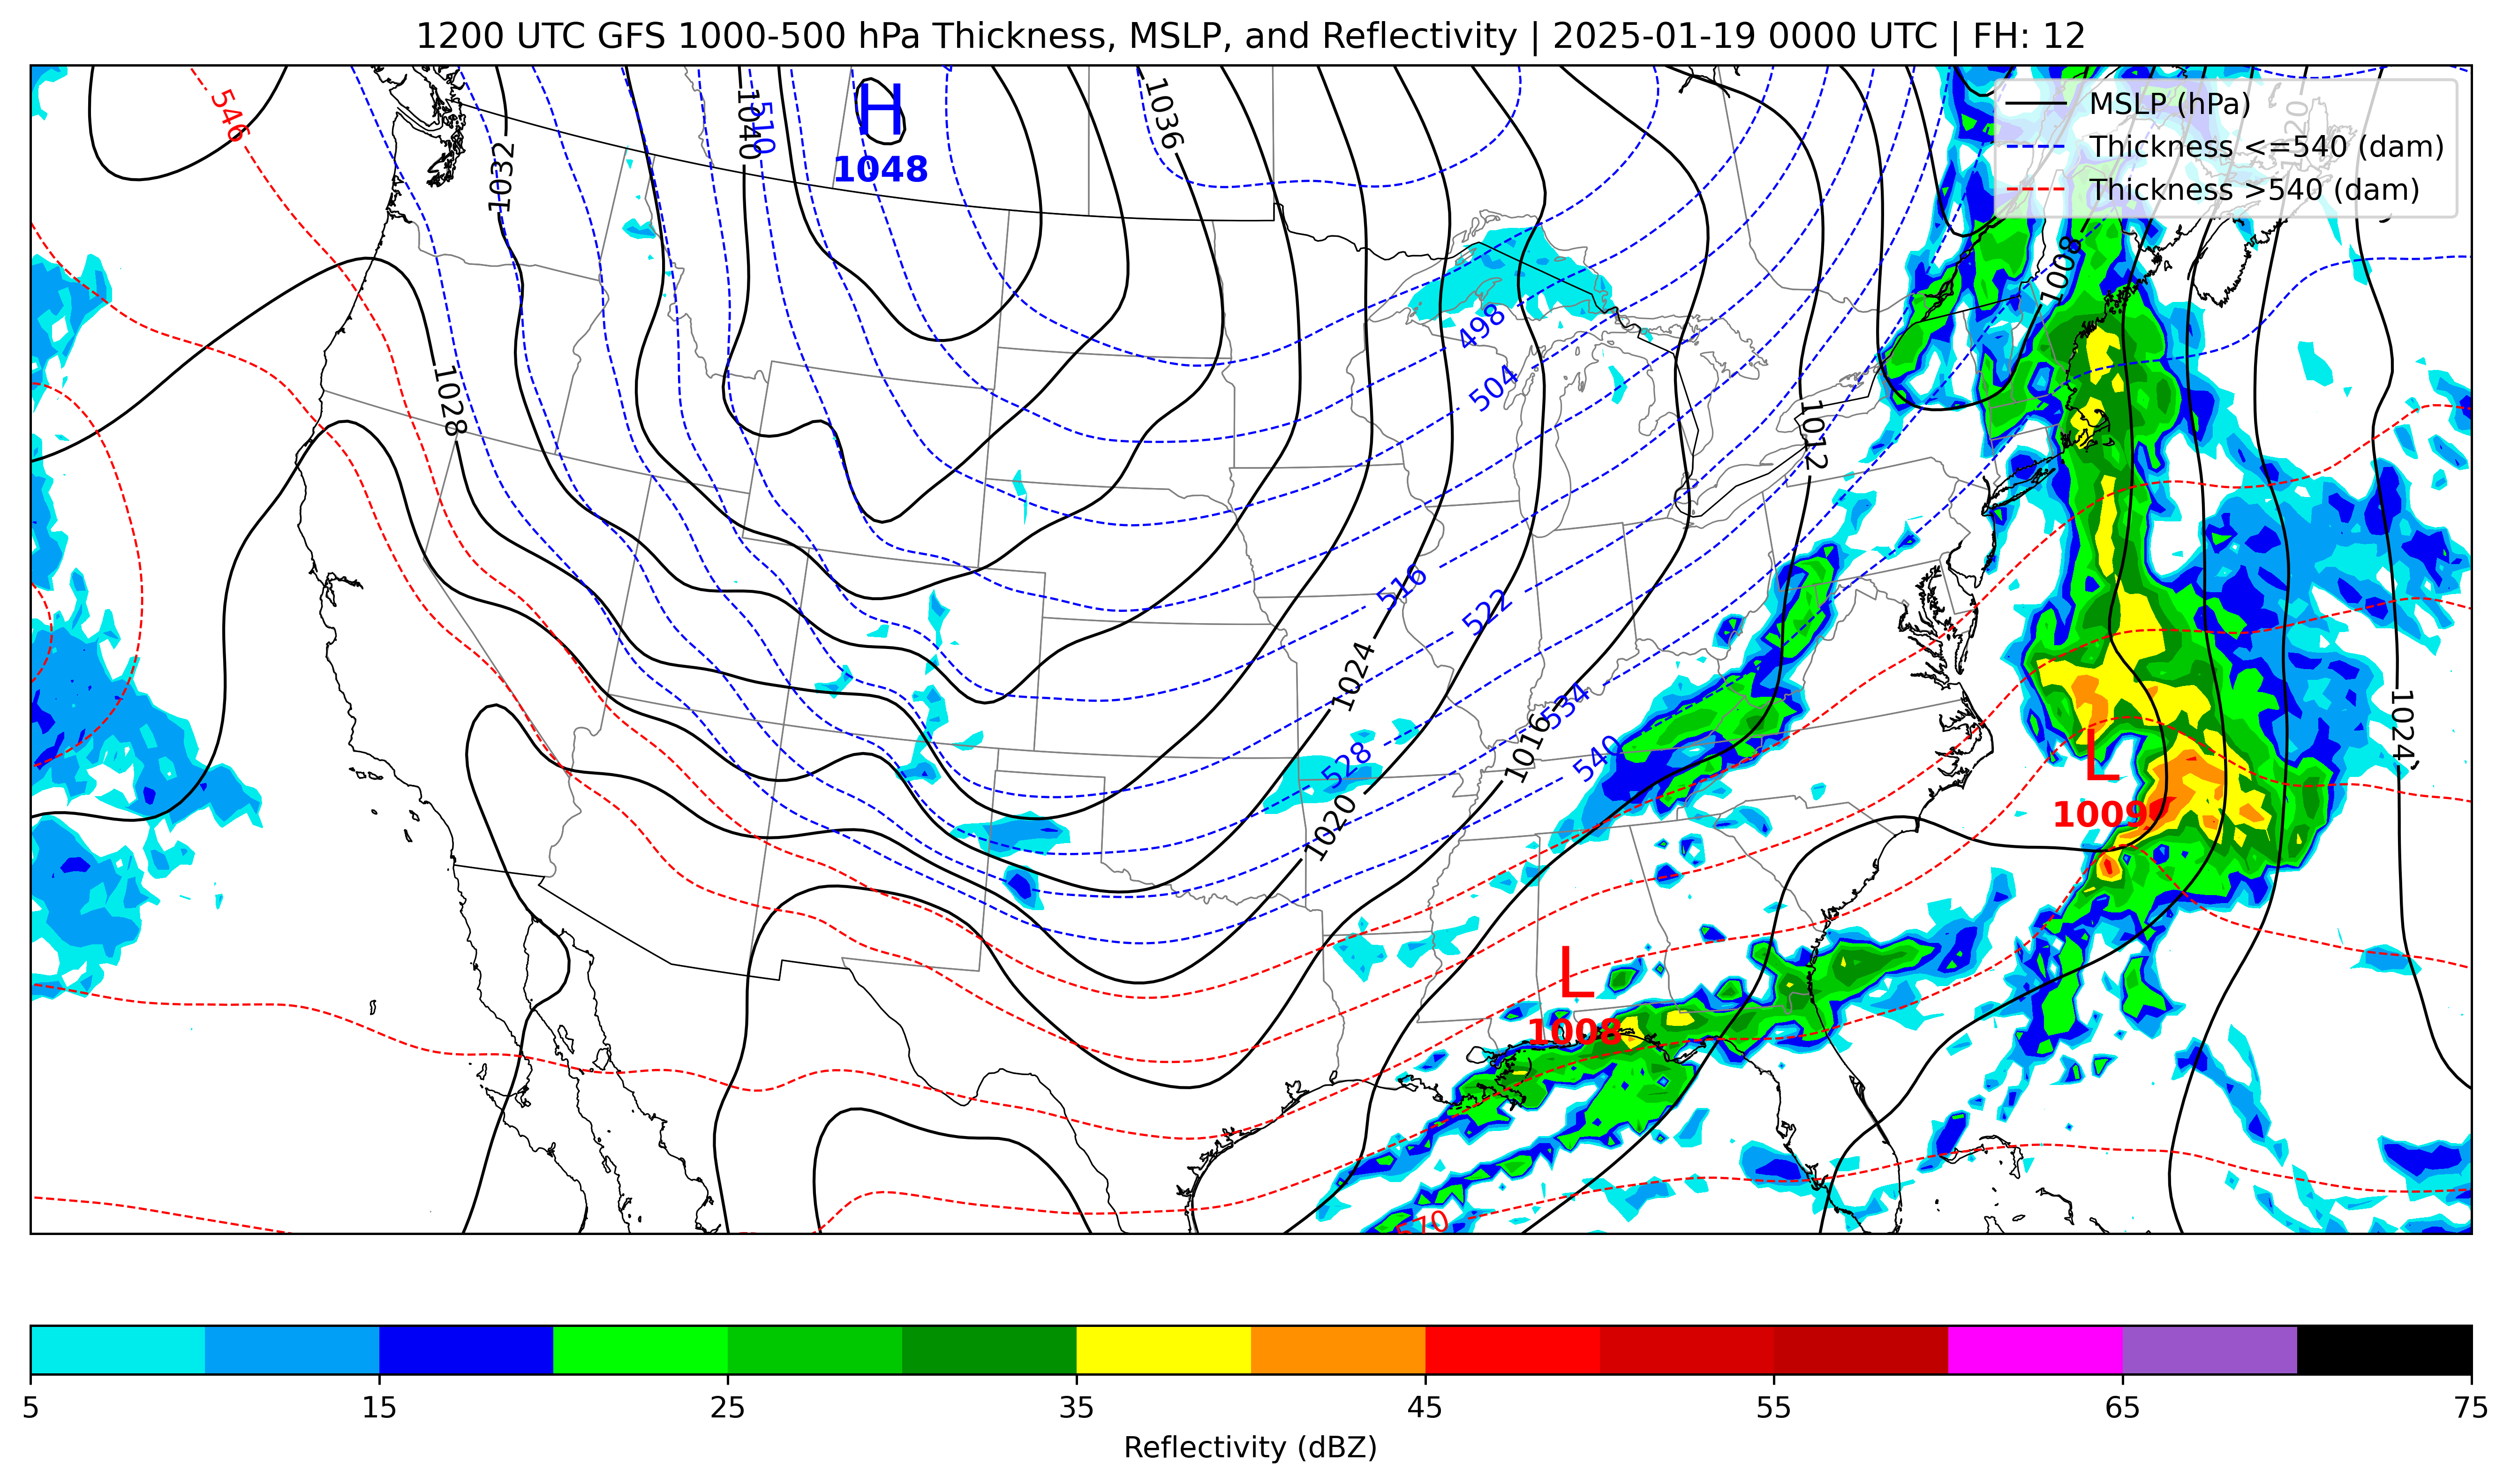 1200 UTC GFS 1000-500 hPa Thickness, MSLP, and Reflectivity | 2025-01-19 0000 UTC | FH: 12
MSLP (hPa)
Thickness <=540 (dam)
Thickness >540 (dam)
546
1032
1040
510
H
1048
1036
1020
1008
498
504
1028
1012
516
522
1024
534
1016
528
540
1020
1024
L
1009
L
1008
5 15 25 35 45 55 65 75
Reflectivity (dBZ)